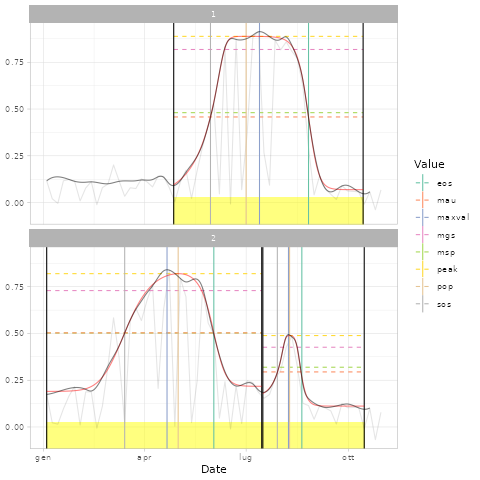 1
0.75
0.50
0.25
0.00
2
0.75
0.50
0.25
0.00
gen
apr
lug
ott
Date
Value
eos
mau
maxval
mgs
msp
peak
pop
sos